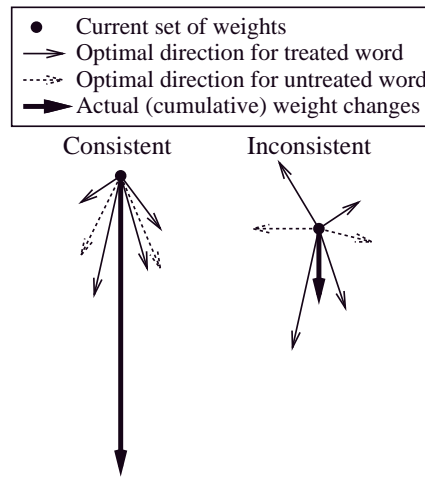 Current set of weights
Optimal direction for treated word
Optimal direction for untreated word
Actual (cumulative) weight changes
Consistent Inconsistent